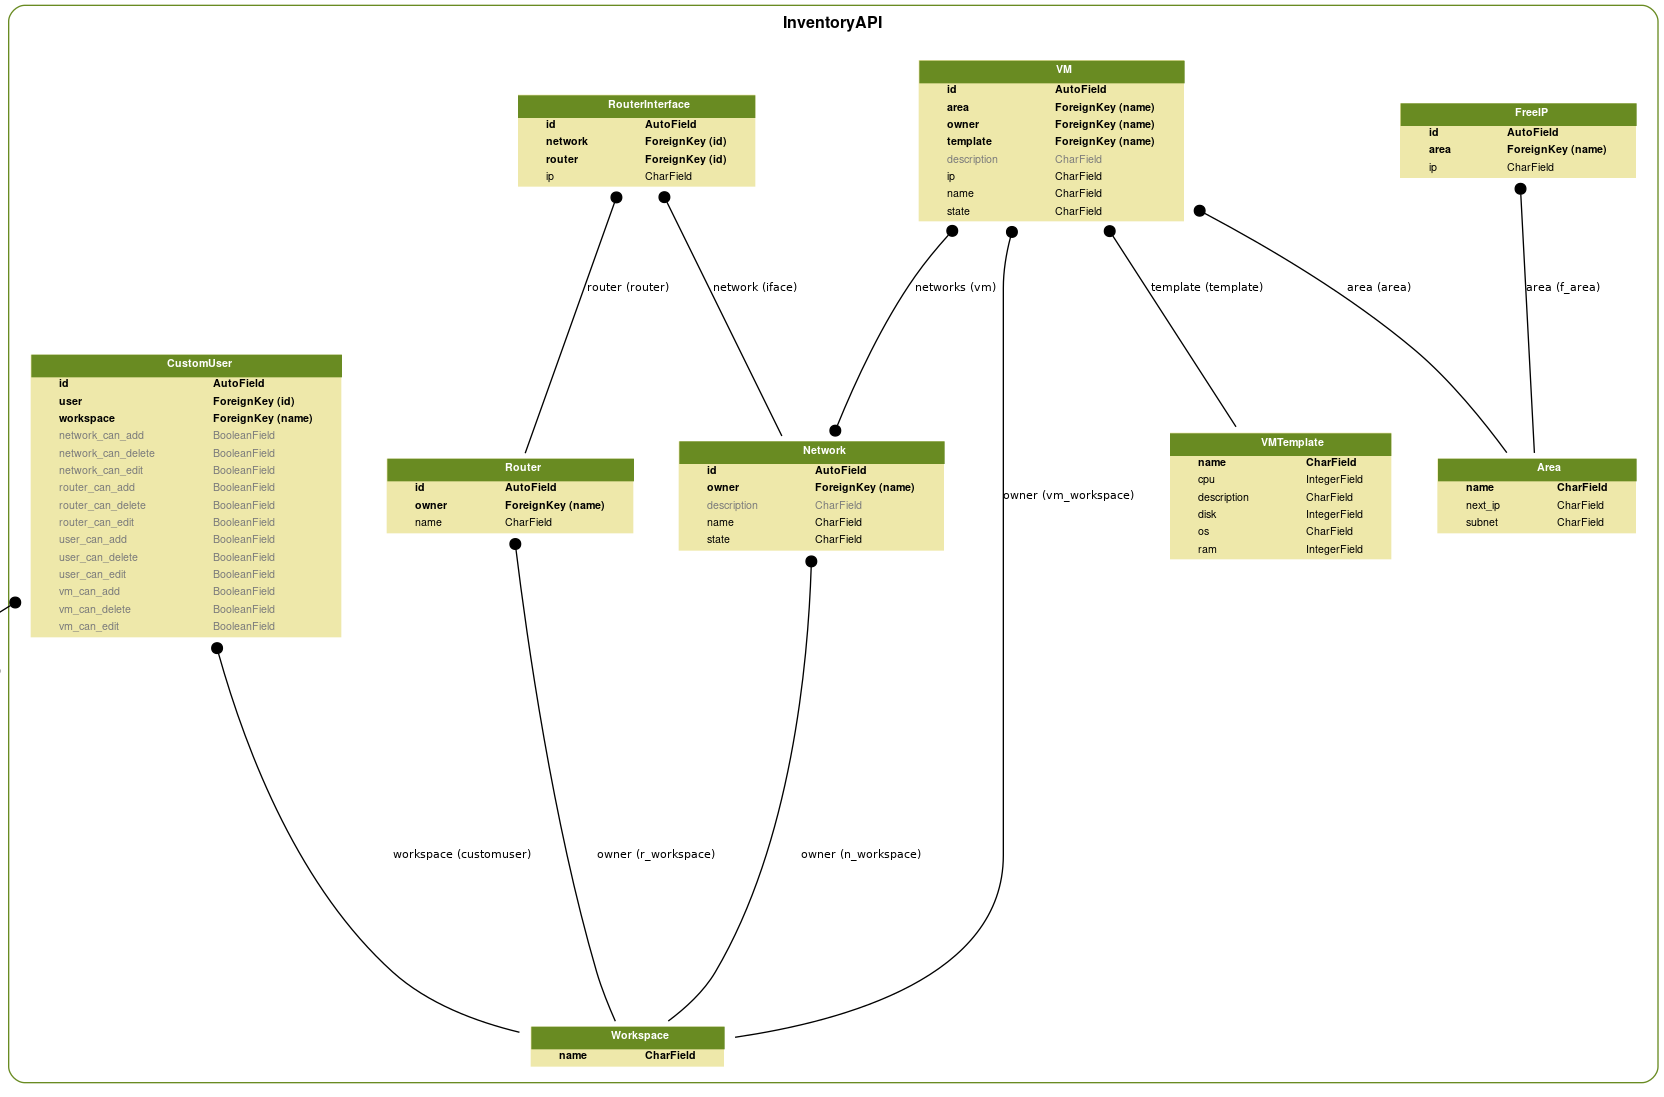 InventoryAPI
VM
id AutoField
area ForeignKey (name)
owner ForeignKey (name)
template ForeignKey (name)
description CharField
ip CharField
name CharField
state CharField
RouterInterface
id AutoField
network ForeignKey (id)
router ForeignKey (id)
ip CharField
FreeIP
id AutoField
area ForeignKey (name)
ip CharField
router (router)
network (iface)
networks (vm)
template (template)
area (area)
area (f_area)
CustomUser
id AutoField
user ForeignKey (id)
workspace ForeignKey (name)
network_can_add BooleanField
network_can_delete BooleanField
network_can_edit BooleanField
router_can_add BooleanField
router_can_delete BooleanField
router_can_edit BooleanField
user_can_add BooleanField
user_can_delete BooleanField
user_can_edit BooleanField
vm_can_add BooleanField
vm_can_delete BooleanField
vm_can_edit BooleanField
Router
id AutoField
owner ForeignKey (name)
name CharField
Network
id AutoField
owner ForeignKey (name)
description CharField
name CharField
state CharField
owner (vm_workspace)
VMTemplate
name CharField
cpu IntegerField
description CharField
disk IntegerField
os CharField
ram IntegerField
Area
name CharField
next_ip CharField
subnet CharField
workspace (customuser)
owner (r_workspace)
owner (n_workspace)
Workspace
name CharField